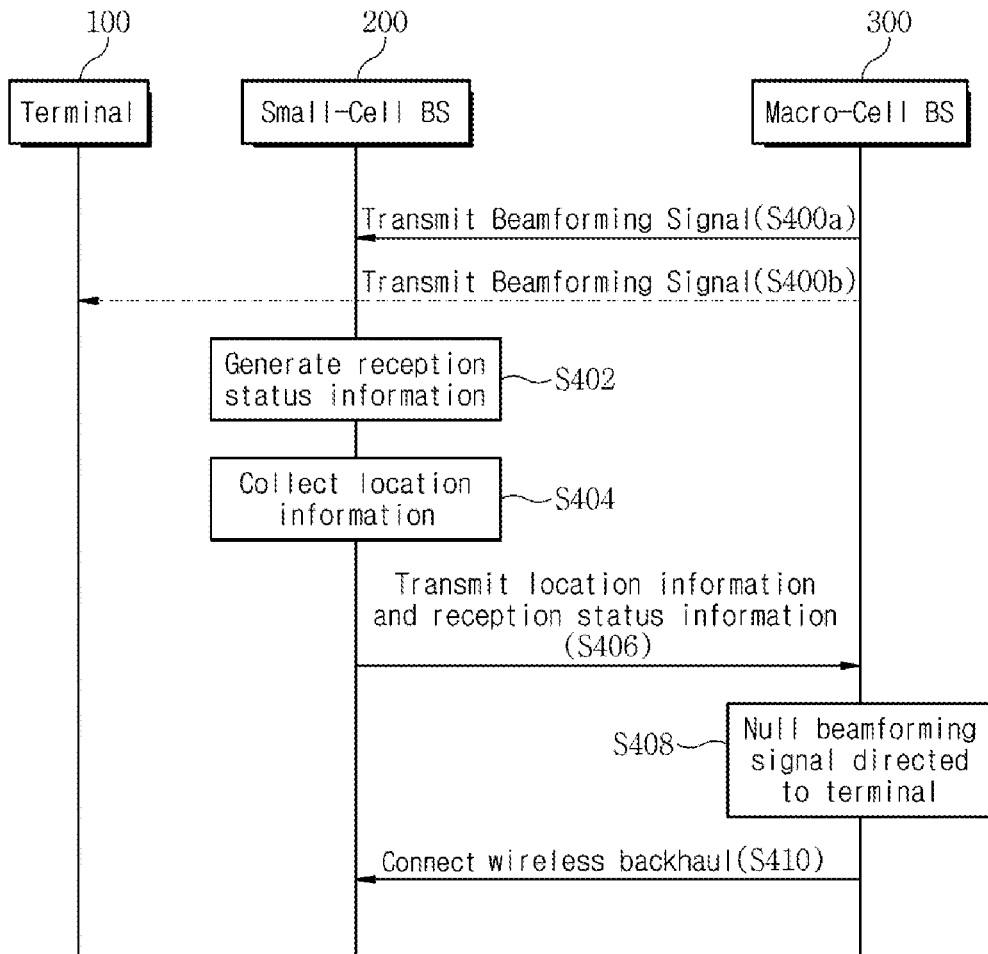 100
200
300
Terminal
Small-Cell BS
Macro-Cell BS
Transmit Beamforming Signal(S400a)
Transmit Beamforming Signal(S400b)
Generate reception
status information
S402
Collect location
information
S404
Transmit location information
and reception status information
(S406)
S408
Null beamforming
signal directed
to terminal
Connect wireless backhaul(S410)